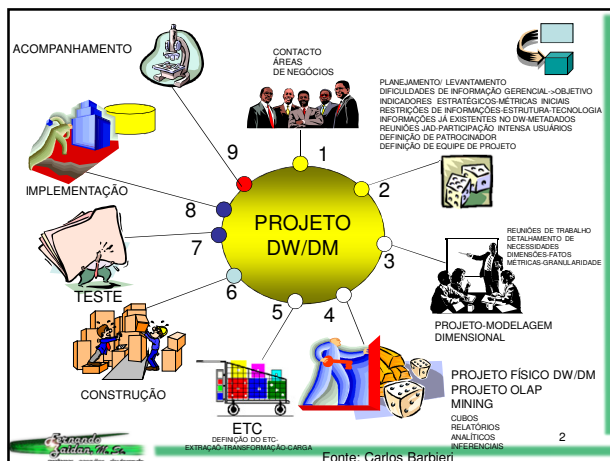 ACOMPANHAMENTO
CONTACTO
ÁREAS
DE NEGÓCIOS
PLANEJAMENTO/ LEVANTAMENTO
DIFICULDADES DE INFORMAÇÃO GERENCIAL->OBJETIVO
INDICADORES ESTRATÉGICOS-MÉTRICAS INICIAIS
RESTRIÇÕES DE INFORMAÇÕES-ESTRUTURA-TECNOLOGIA
INFORMAÇÕES JÁ EXISTENTES NO DW-METADADOS
REUNIÕES JAD-PARTICIPAÇÃO INTENSA USUÁRIOS
DEFINIÇÃO DE PATROCINADOR
DEFINIÇÃO DE EQUIPE DE PROJETO
9
1
2
IMPLEMENTAÇÃO
8
PROJETO
DW/DM
7
3
REUNIÕES DE TRABALHO
DETALHAMENTO DE
NECESSIDADES
DIMENSÕES-FATOS
MÉTRICAS-GRANULARIDADE
TESTE
6
5
4
PROJETO-MODELAGEM
DIMENSIONAL
CONSTRUÇÃO
PROJETO FÍSICO DW/DM
PROJETO OLAP
MINING
CUBOS
RELATÓRIOS
ANALÍTICOS
INFERENCIAIS
ETC
DEFINIÇÃO DO ETC-
EXTRAÇAÕ-TRANSFORMAÇÃO-CARGA
2
Fernando
Zaidan, M. Sc.
Fonte: Carlos Barbieri